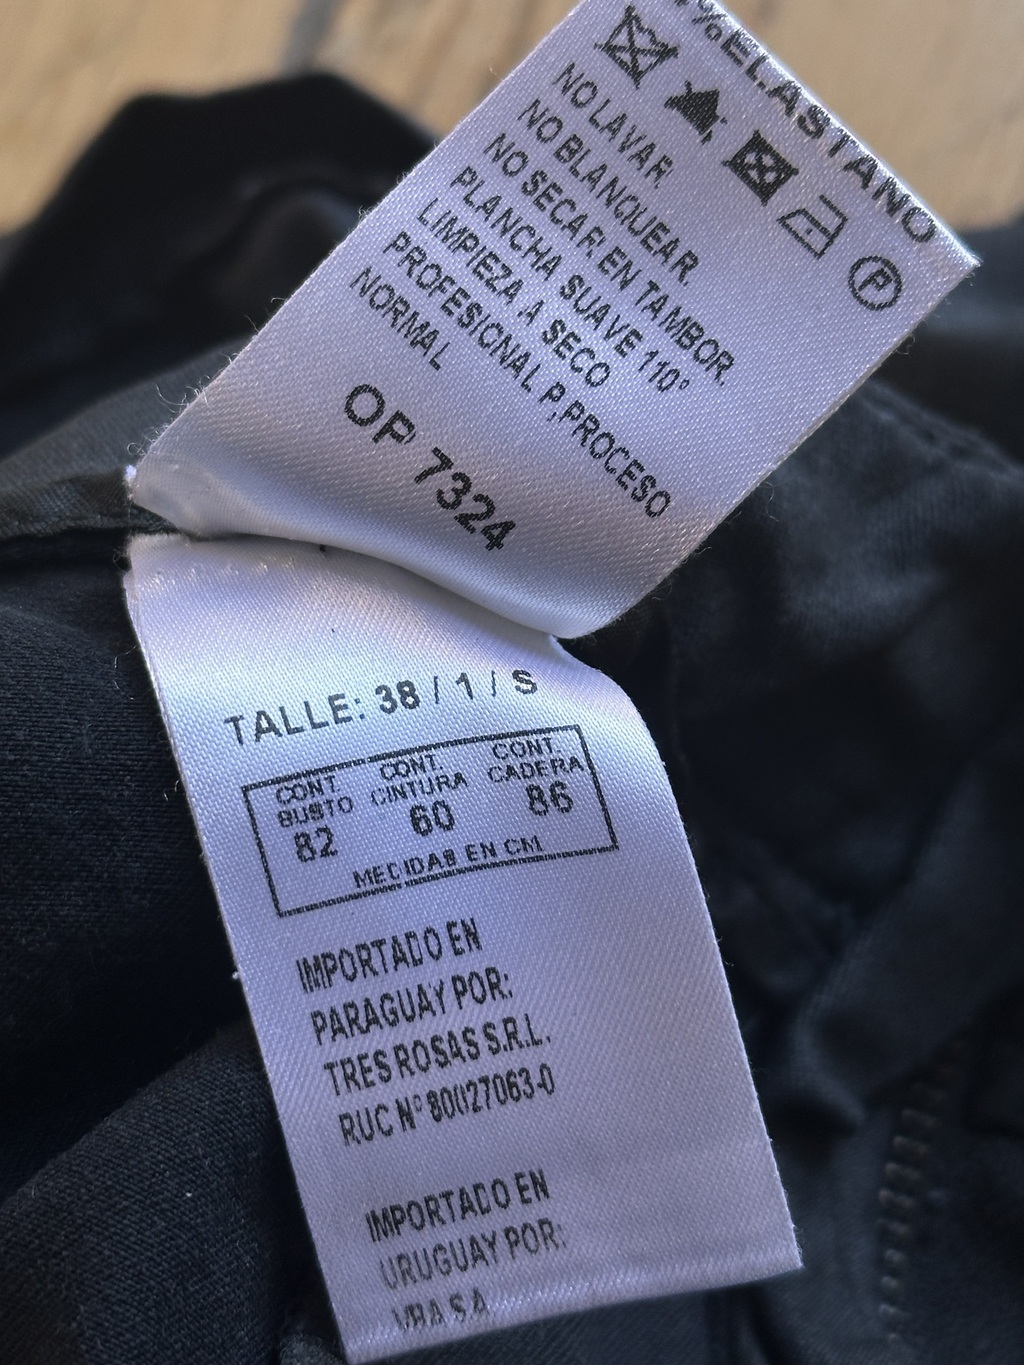 %ELASTANO
NO LAVAR.
NO BLANQUEAR.
NO SECAR EN TAMBOR.
PLANCHA SUAVE 110°
LIMPIEZA A SECO
PROFESIONAL P,PROCESO
NORMAL
P
OP 7324
TALLE: 38 / 1 / S
CONT. BUSTO CONT. CINTURA CONT. CADERA
82 60 86
MEDIDAS EN CM
IMPORTADO EN
PARAGUAY POR:
TRES ROSAS S.R.L.
RUC N° 80027063-0
IMPORTADO EN
URUGUAY POR:
S.A.